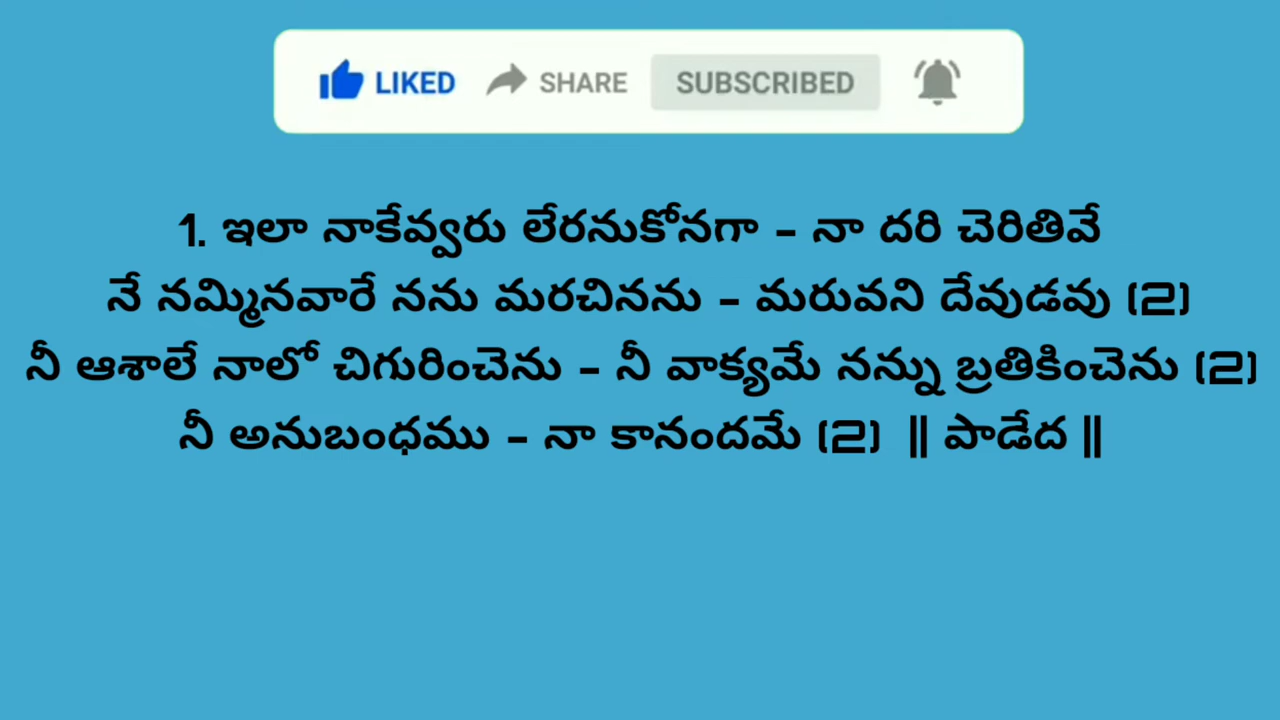 LIKED SHARE SUBSCRIBED
1. ఇలా నాకేవ్వరు లేరనుకోనగా - నా దరి చెరితివే
నే నమ్మినవారే నను మరచినను - మరువని దేవుడవు (2)
నీ ఆశాలే నాలో చిగురించెను - నీ వాక్యమే నన్ను బ్రతికించెను (2)
నీ అనుబంధము - నా కానందమే (2) || పాడేద ||